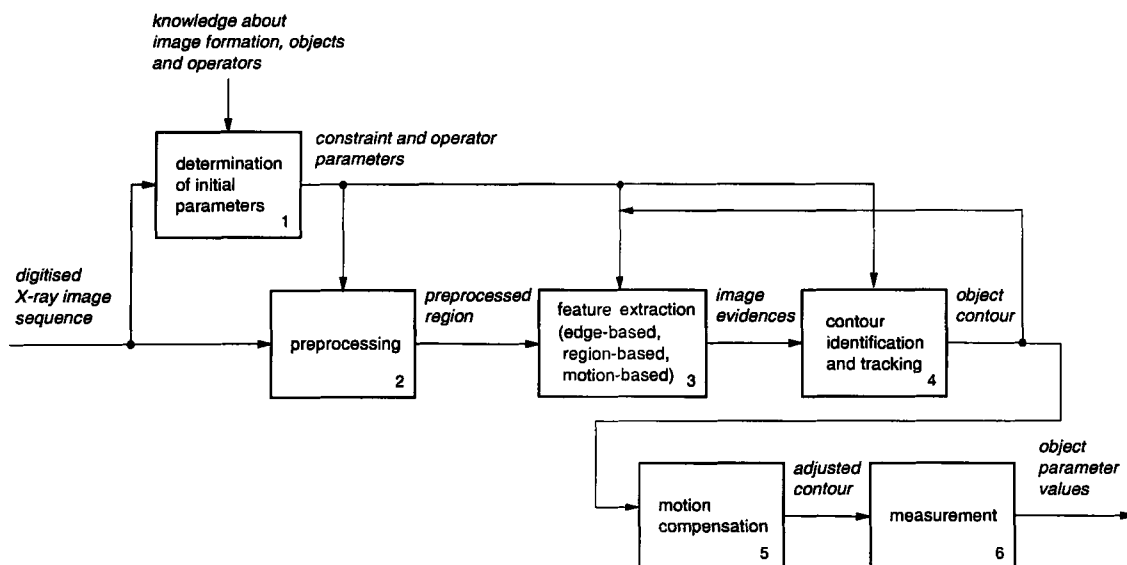 knowledge about
image formation, objects
and operators
determination
of initial
parameters
1
constraint and operator
parameters
digitised
X-ray image
sequence
preprocessing
2
preprocessed
region
feature extraction
(edge-based,
region-based,
motion-based)
3
image
evidences
contour
identification
and tracking
4
object
contour
motion
compensation
5
adjusted
contour
measurement
6
object
parameter
values